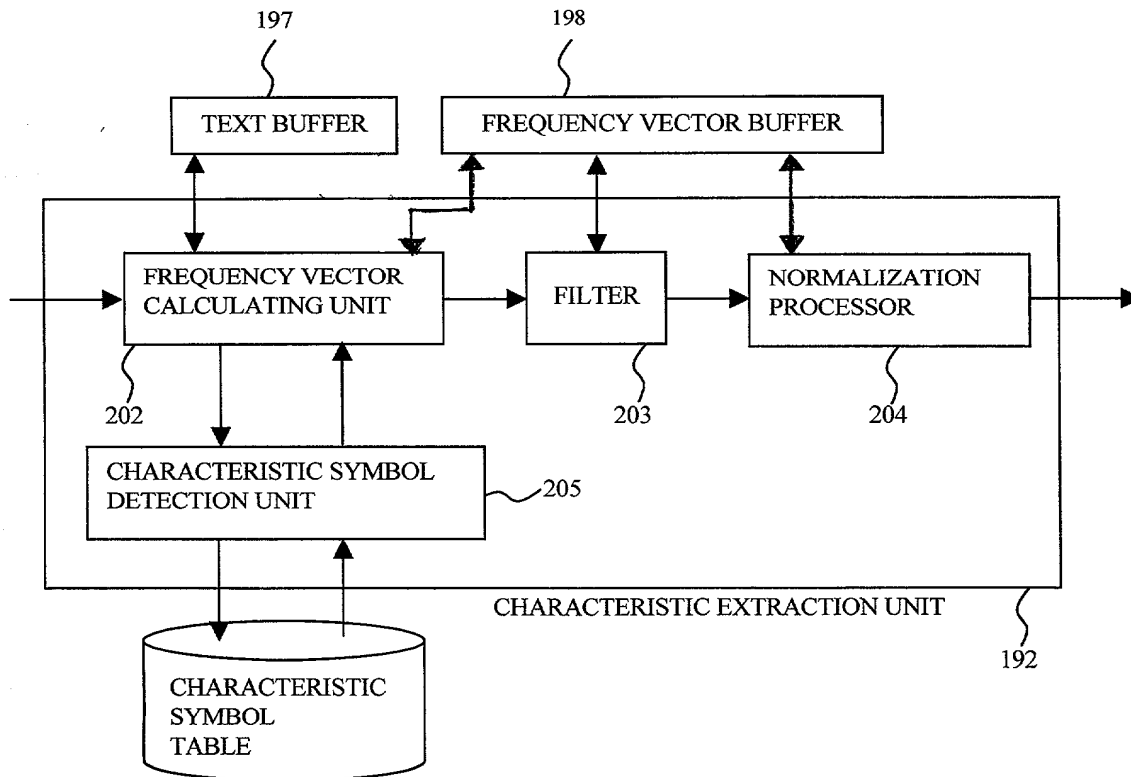 197
198
TEXT BUFFER
FREQUENCY VECTOR BUFFER
FREQUENCY VECTOR
CALCULATING UNIT
FILTER
NORMALIZATION
PROCESSOR
202
203
204
CHARACTERISTIC SYMBOL
DETECTION UNIT
205
CHARACTERISTIC EXTRACTION UNIT
192
CHARACTERISTIC
SYMBOL
TABLE